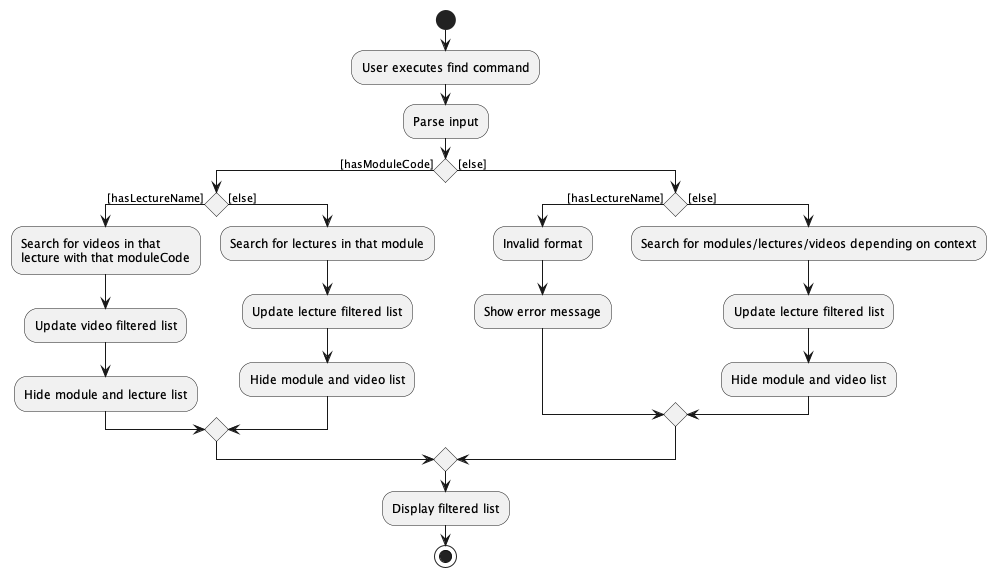 User executes find command
Parse input
[hasModuleCode]
[else]
[hasLectureName]
[else]
[hasLectureName]
[else]
Search for videos in that
lecture with that moduleCode
Search for lectures in that module
Invalid format
Search for modules/lectures/videos depending on context
Update video filtered list
Update lecture filtered list
Show error message
Update lecture filtered list
Hide module and lecture list
Hide module and video list
Hide module and video list
Display filtered list